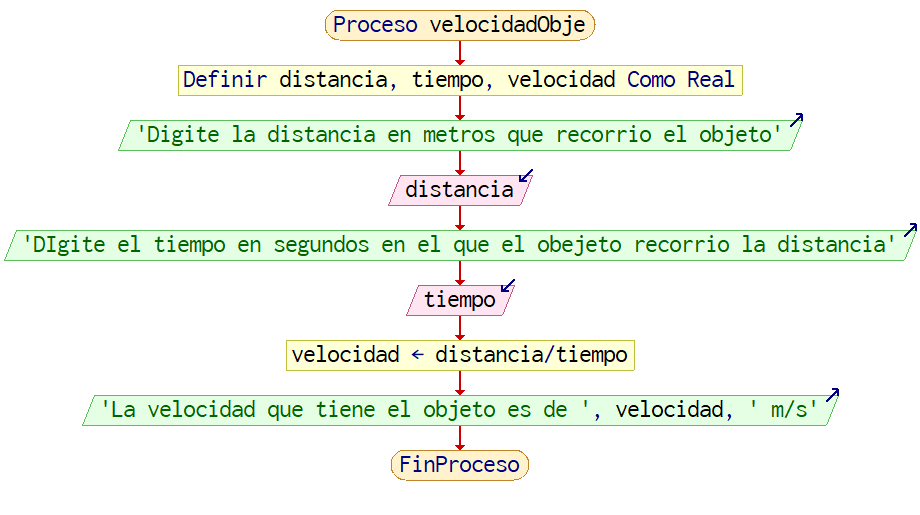 Proceso velocidadObje
Definir distancia, tiempo, velocidad Como Real
'Digite la distancia en metros que recorrio el objeto'
distancia
'DIgite el tiempo en segundos en el que el obejeto recorrio la distancia'
tiempo
velocidad ← distancia/tiempo
'La velocidad que tiene el objeto es de ', velocidad, ' m/s'
FinProceso